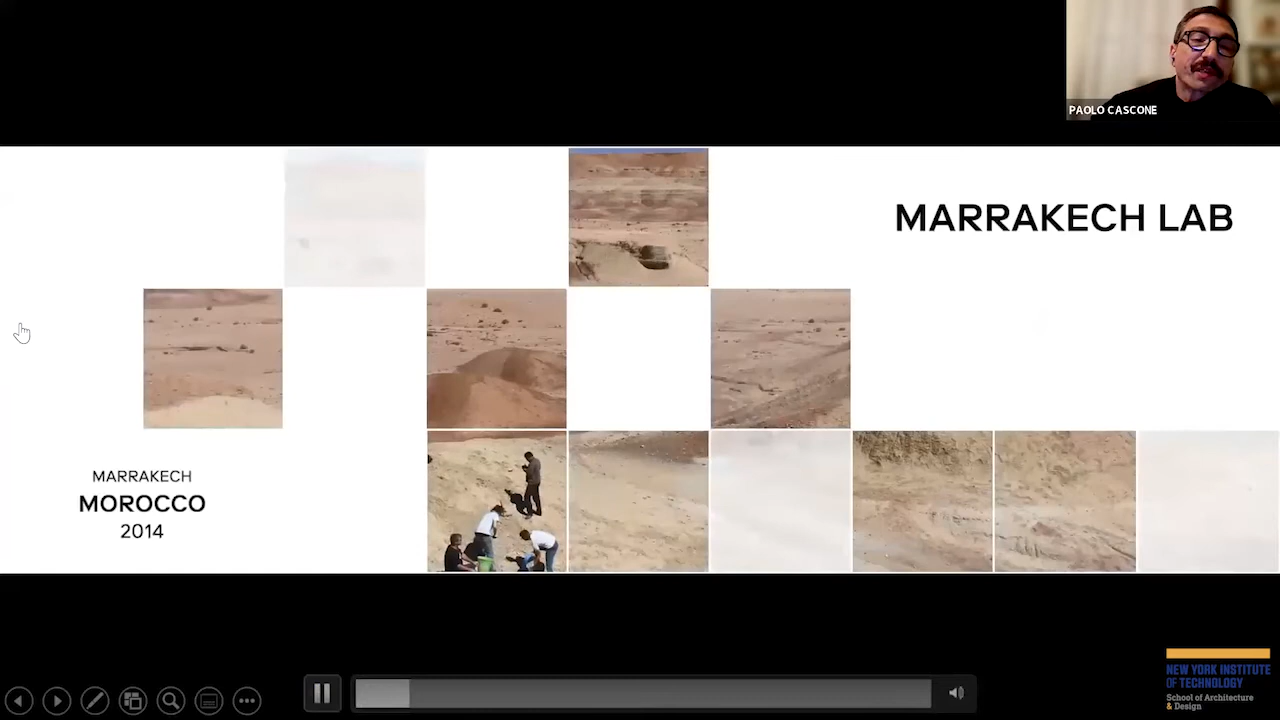 PAOLO CASCONE
MARRAKECH LAB
MARRAKECH
MOROCCO
2014
NEW YORK INSTITUTE
OF TECHNOLOGY
School of Architecture
& Design